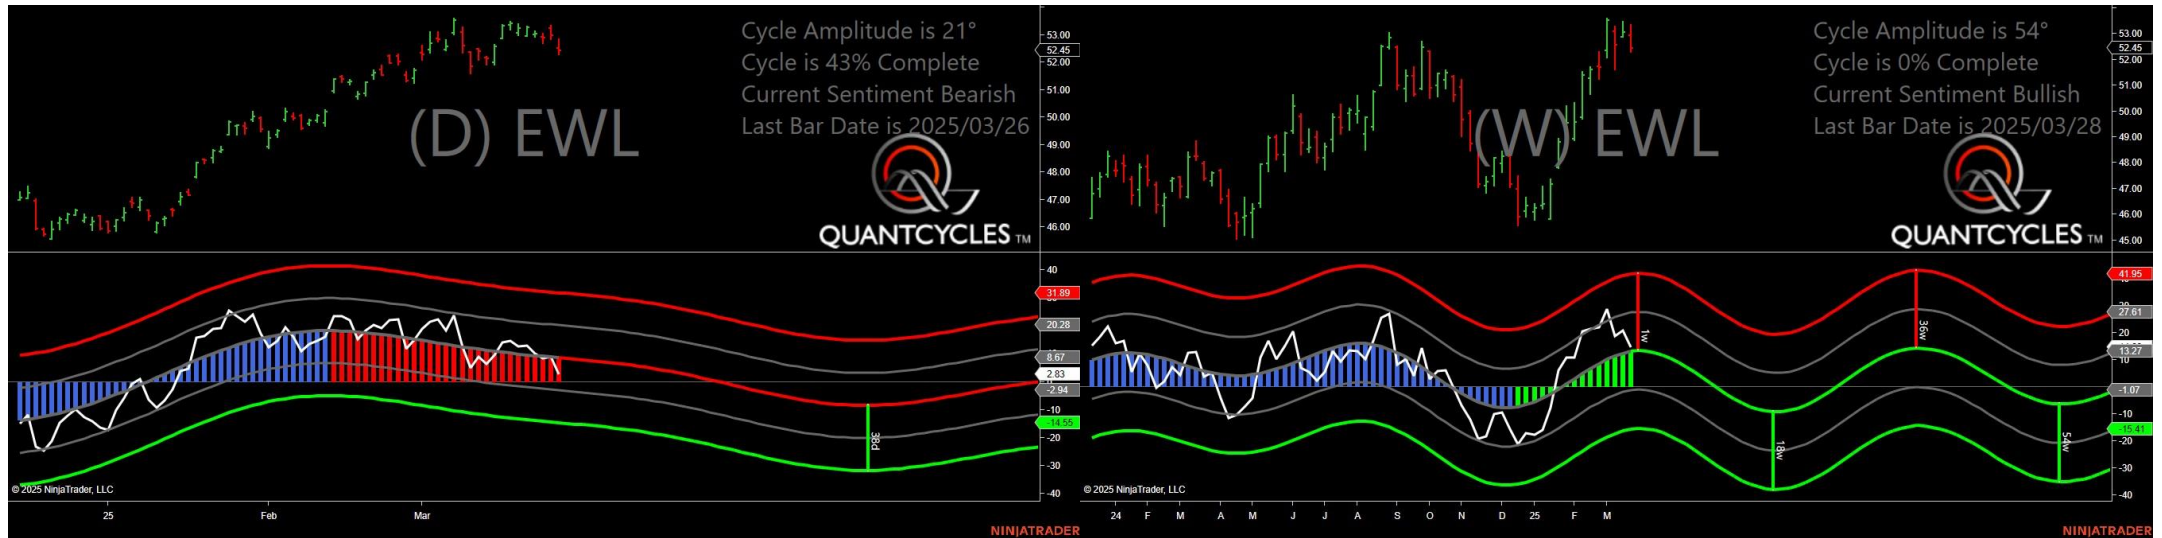 Cycle Amplitude is 21°
Cycle is 43% Complete
Current Sentiment Bearish
Last Bar Date is 2025/03/26
(D) EWL
QUANTCYCLES TM
53.00
52.45
52.00
51.00
50.00
49.00
48.00
47.00
46.00
40
31.89
20.28
8.67
2.83
-2.94
-10
-14.55
-20
-30
-40
38d
© 2025 NinjaTrader, LLC
25 Feb Mar
NINJATRADER
Cycle Amplitude is 54°
Cycle is 0% Complete
Current Sentiment Bullish
Last Bar Date is 2025/03/28
(W) EWL
QUANTCYCLES TM
53.00
52.45
52.00
51.00
50.00
49.00
48.00
47.00
46.00
45.00
41.95
27.61
20
13.27
10
-1.07
-10
-15.41
-20
-30
-40
1w
36w
18w
54w
© 2025 NinjaTrader, LLC
24 F M A M J J A S O N D 25 F M
NINJATRADER